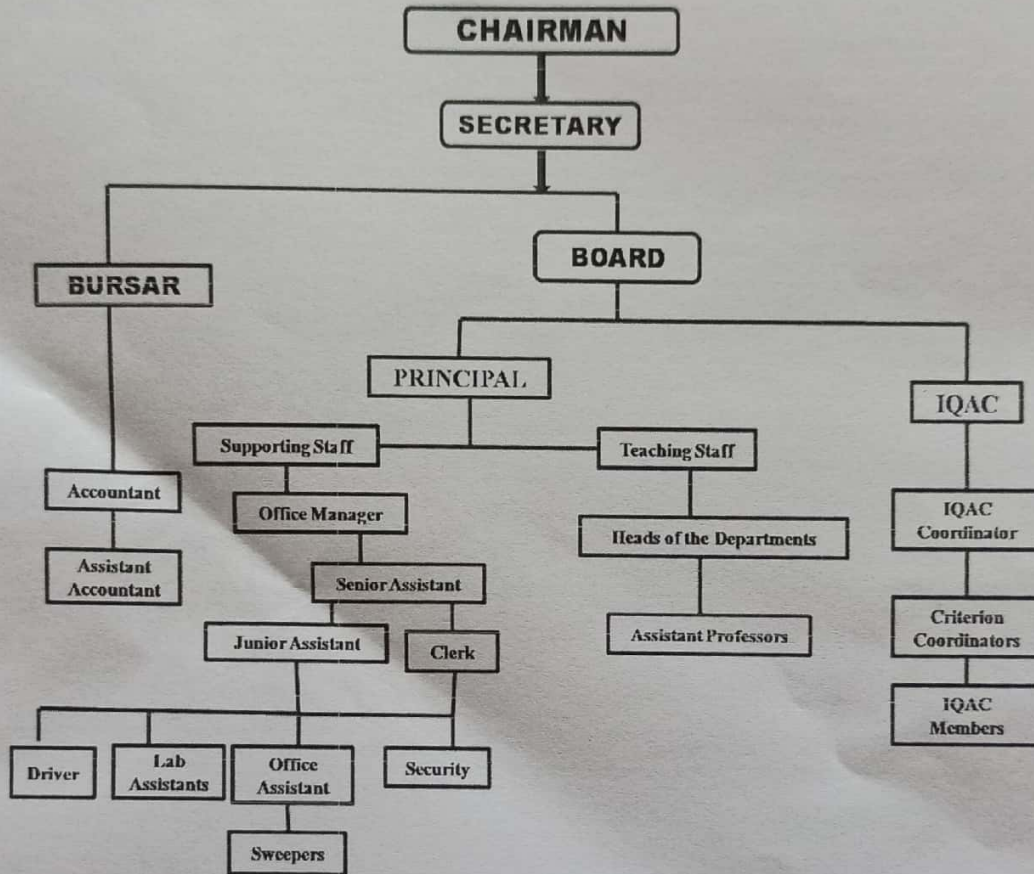 CHAIRMAN
SECRETARY
BOARD
BURSAR
PRINCIPAL
IQAC
Supporting Staff
Teaching Staff
Accountant
Office Manager
IQAC
Coordinator
Heads of the Departments
Assistant
Accountant
Senior Assistant
Criterion
Coordinators
Junior Assistant
Clerk
Assistant Professors
IQAC
Members
Driver
Lab
Assistants
Office
Assistant
Security
Sweepers